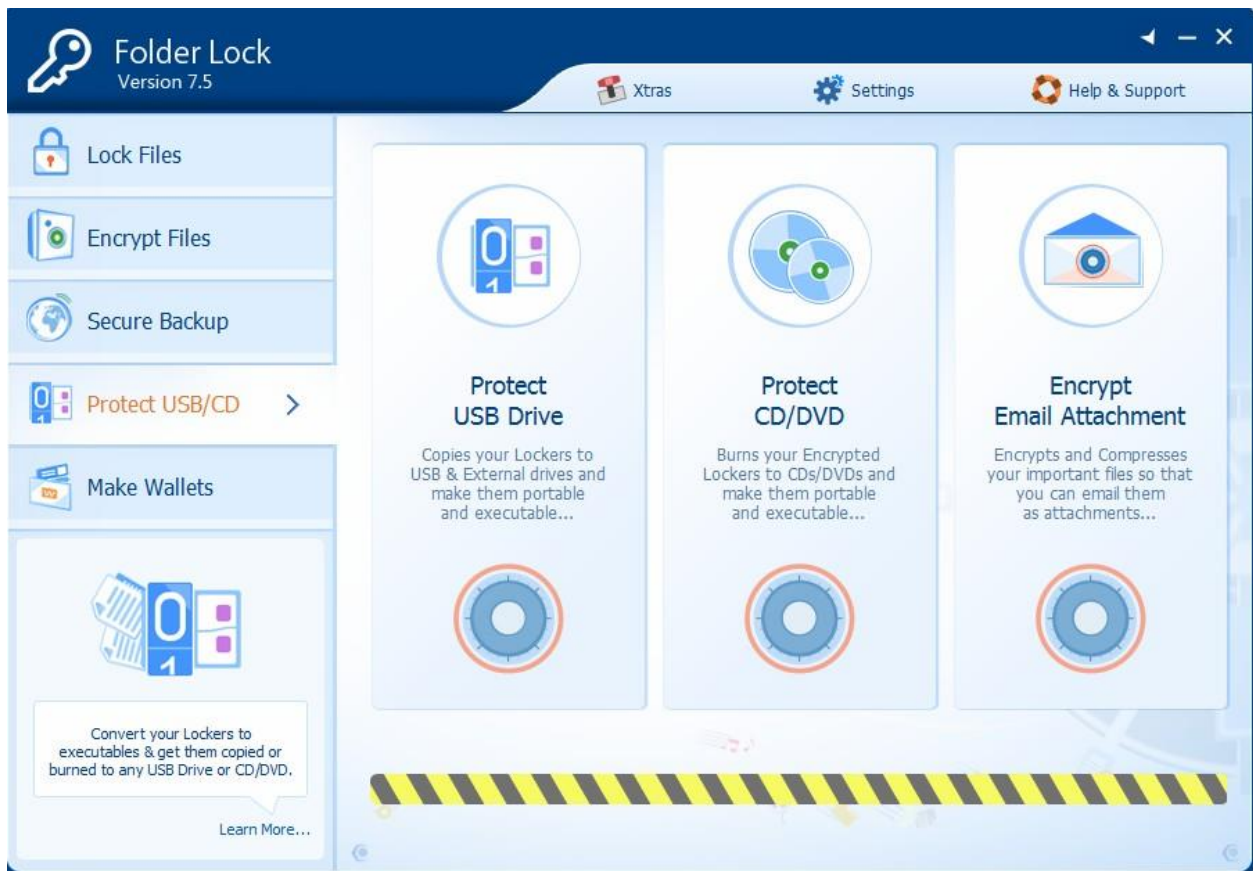 Folder Lock
Version 7.5
Xtras
Settings
Help & Support
Lock Files
Encrypt Files
Secure Backup
Protect USB/CD
Make Wallets
Convert your Lockers to
executables & get them copied or
burned to any USB Drive or CD/DVD.
Learn More...
Protect
USB Drive
Copies your Lockers to
USB & External drives and
make them portable
and executable...
Protect
CD/DVD
Burns your Encrypted
Lockers to CDs/DVDs and
make them portable
and executable...
Encrypt
Email Attachment
Encrypts and Compresses
your important files so that
you can email them
as attachments...